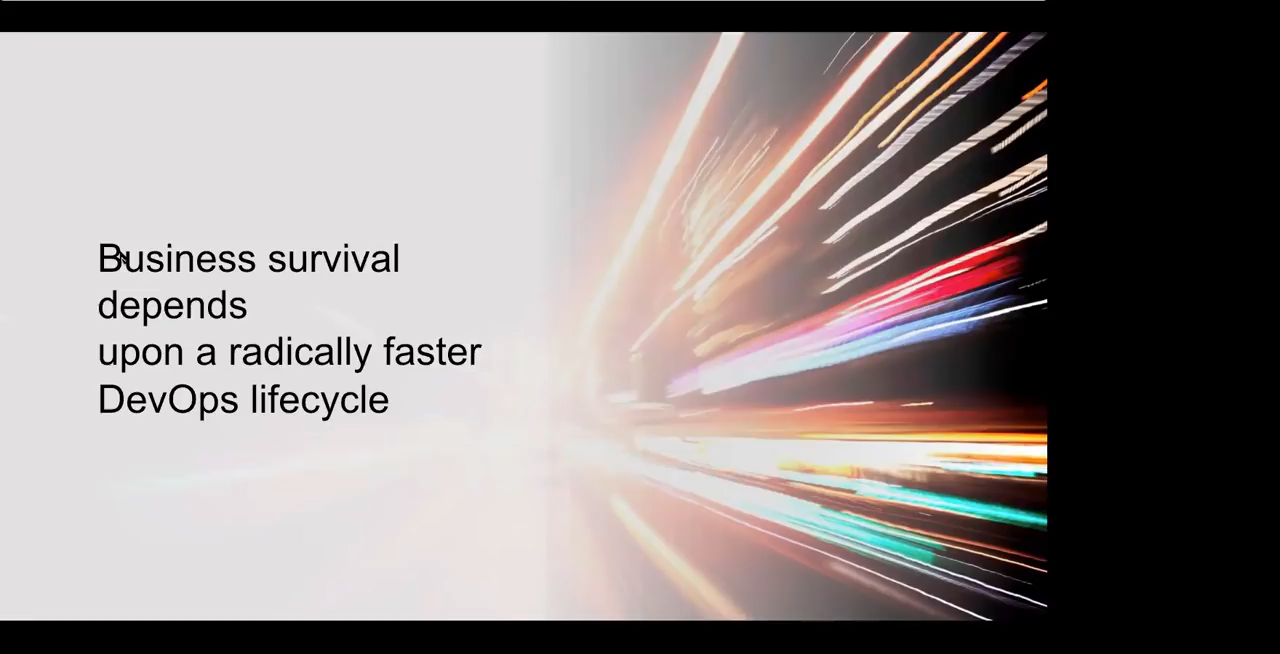 Business survival
depends
upon a radically faster
DevOps lifecycle